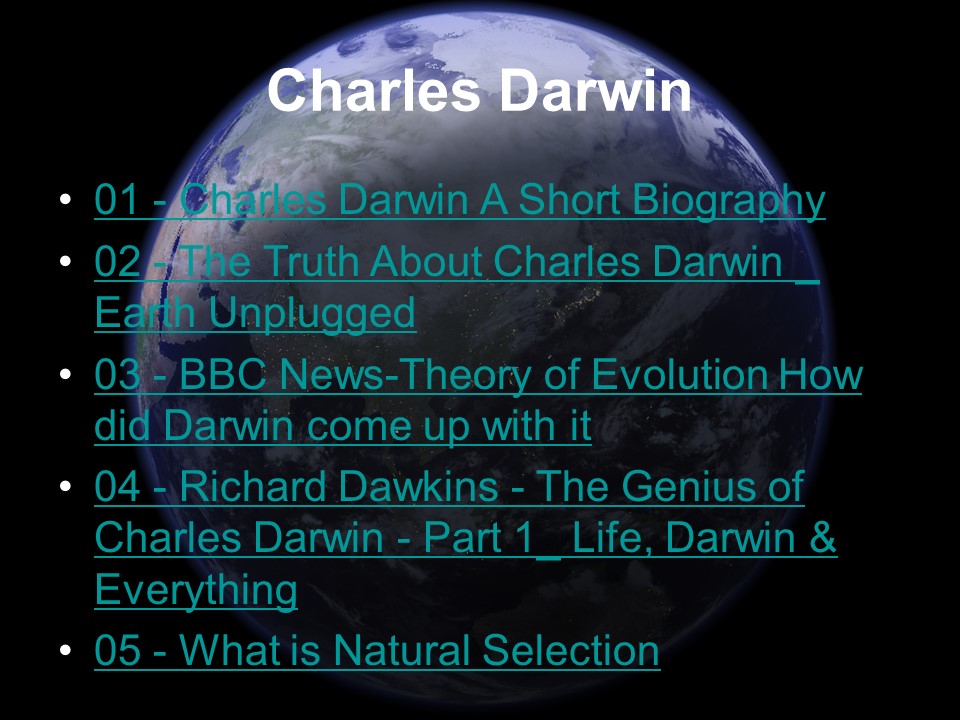 Charles Darwin
• 01 - Charles Darwin A Short Biography
• 02 - The Truth About Charles Darwin _
Earth Unplugged
• 03 - BBC News-Theory of Evolution How
did Darwin come up with it
• 04 - Richard Dawkins - The Genius of
Charles Darwin - Part 1_ Life, Darwin &
Everything
• 05 - What is Natural Selection